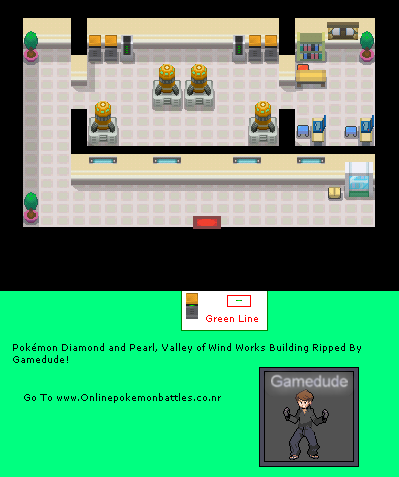 Green Line
Pokémon Diamond and Pearl, Valley of Wind Works Building Ripped By
Gamedude!
Gamedude
Go To www.Onlinepokemonbattles.co.nr